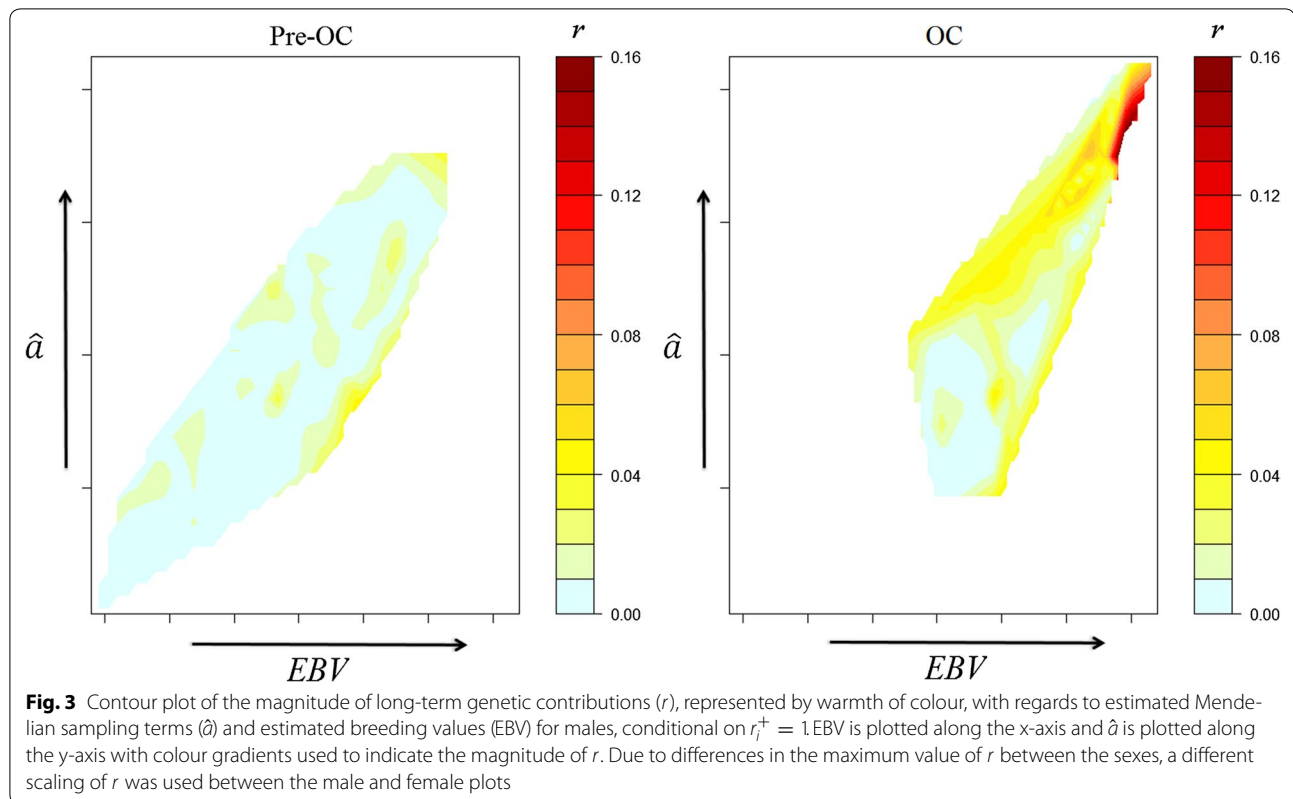 Pre-OC
r
OC
r
0.16
0.12
0.08
0.04
0.00
0.16
0.12
0.08
0.04
0.00
â
â
EBV
EBV
Fig. 3 Contour plot of the magnitude of long-term genetic contributions (r), represented by warmth of colour, with regards to estimated Mende-
lian sampling terms (â) and estimated breeding values (EBV) for males, conditional on r_i^+ = 1. EBV is plotted along the x-axis and â is plotted along
the y-axis with colour gradients used to indicate the magnitude of r. Due to differences in the maximum value of r between the sexes, a different
scaling of r was used between the male and female plots